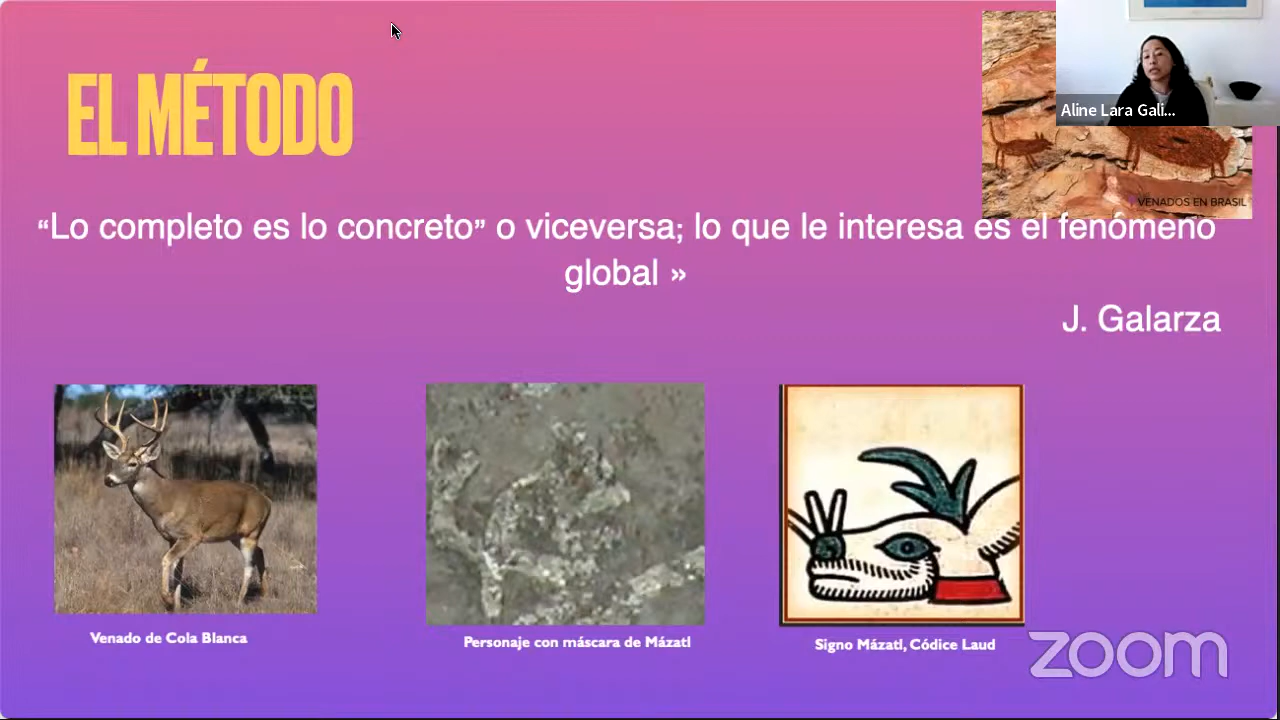 EL MÉTODO
Aline Lara Gali...
VENADOS EN BRASIL
“Lo completo es lo concreto” o viceversa; lo que le interesa es el fenómeno
global »
J. Galarza
Venado de Cola Blanca
Personaje con máscara de Mázatl
Signo Mázatl, Códice Laud
zoom